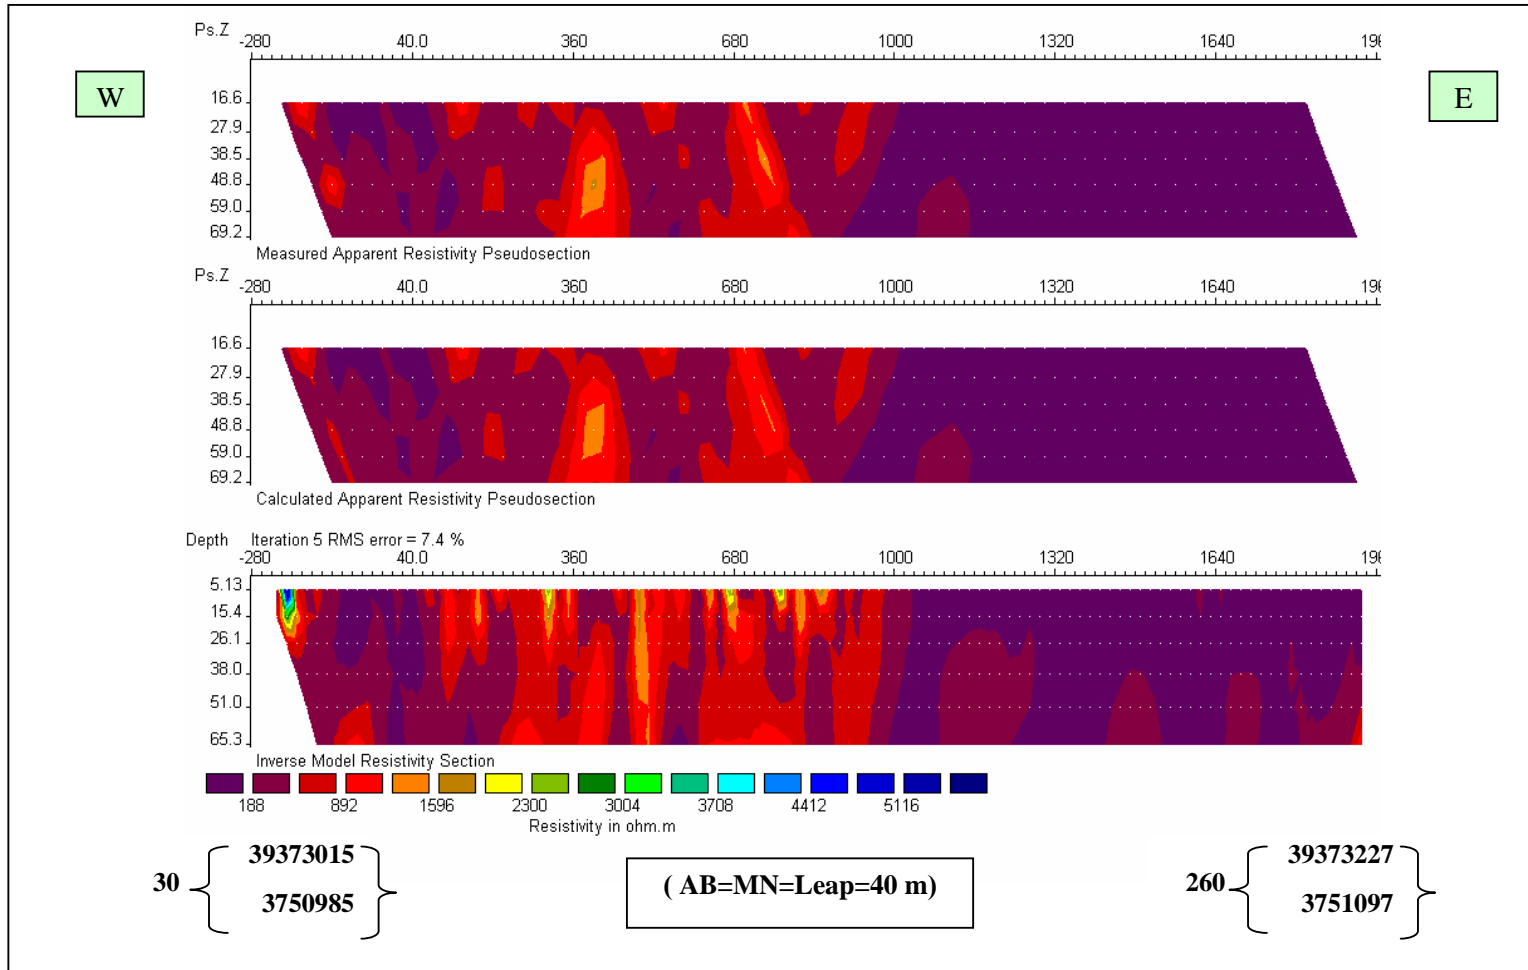 Ps.Z
-280 40.0 360 680 1000 1320 1640 196
W
E
16.6
27.9
38.5
48.8
59.0
69.2
Measured Apparent Resistivity Pseudosection
Ps.Z
-280 40.0 360 680 1000 1320 1640 196
16.6
27.9
38.5
48.8
59.0
69.2
Calculated Apparent Resistivity Pseudosection
Depth Iteration 5 RMS error = 7.4 %
-280 40.0 360 680 1000 1320 1640 196
5.13
15.4
26.1
38.0
51.0
65.3
Inverse Model Resistivity Section
188 892 1596 2300 3004 3708 4412 5116
Resistivity in ohm.m
30 { 39373015 }
3750985
( AB=MN=Leap=40 m)
260 { 39373227 }
3751097